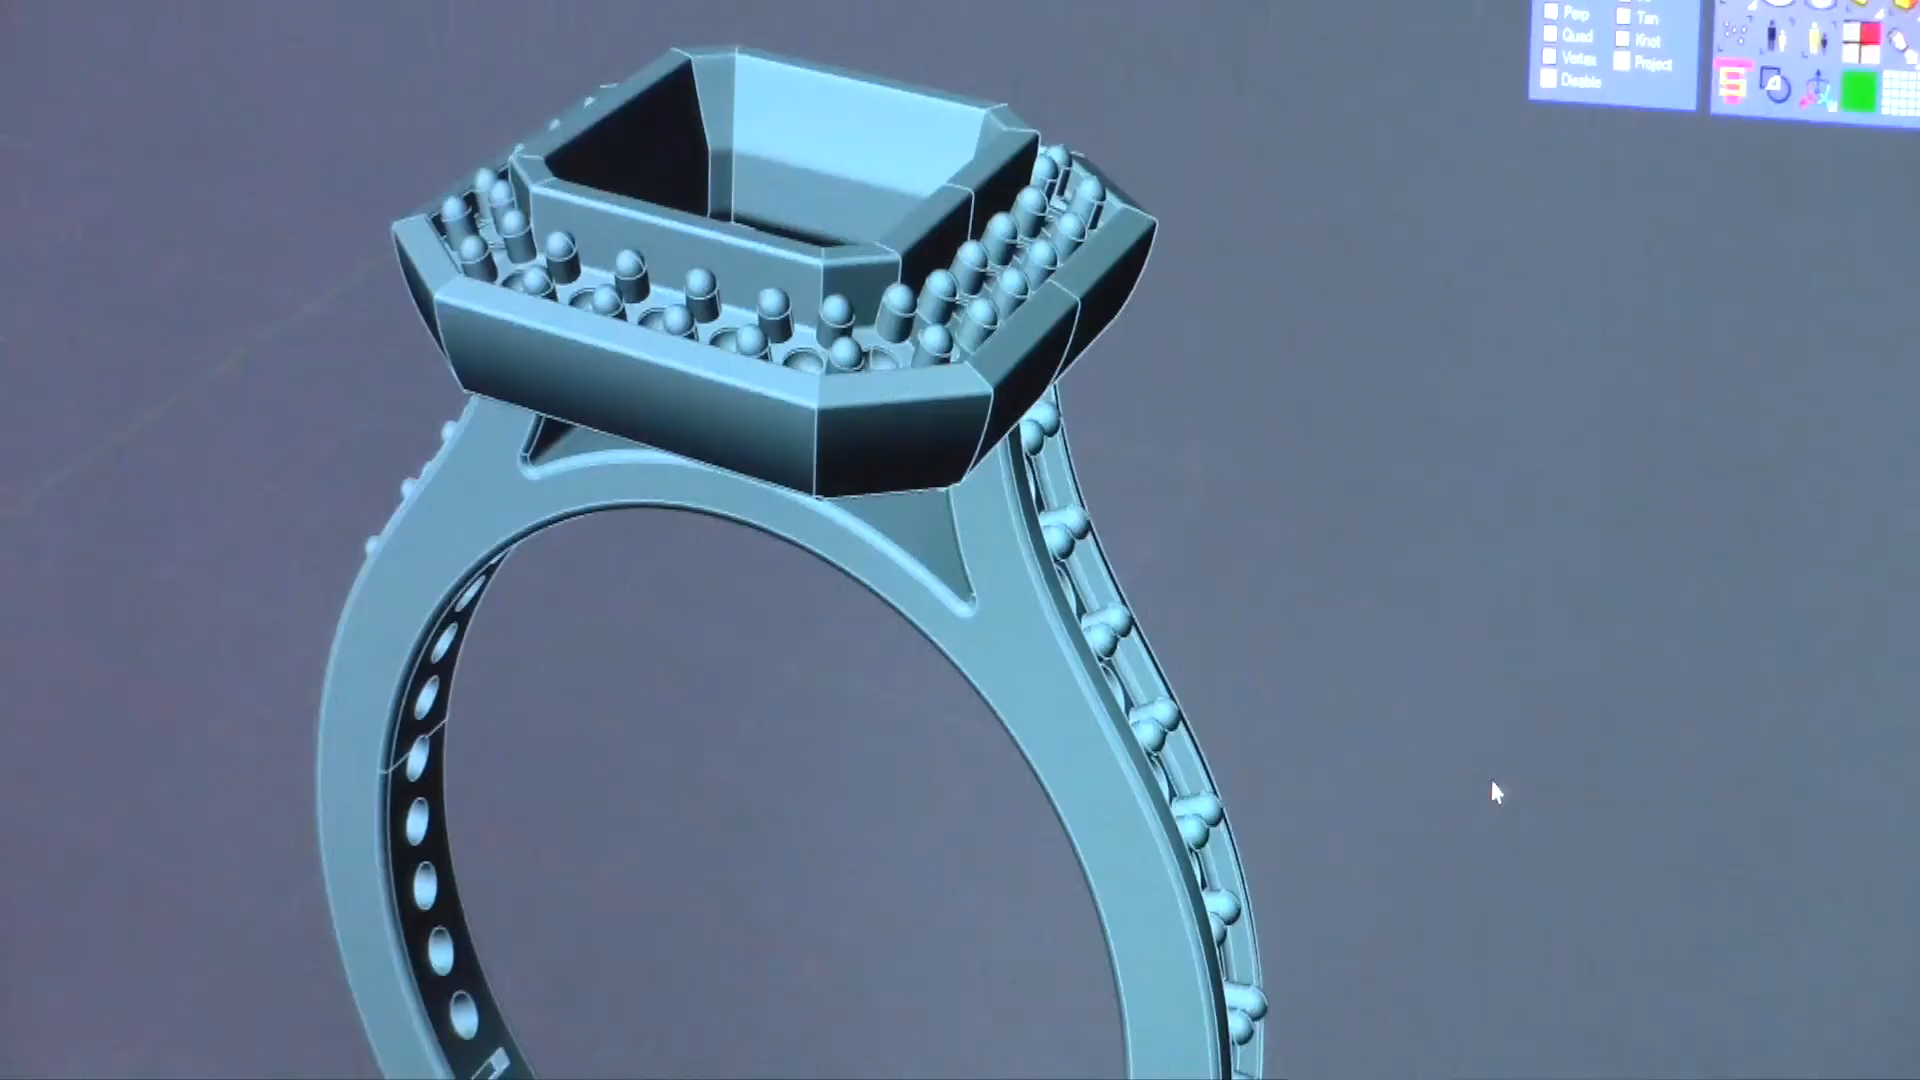 Perp
Tan
Quad
Knot
Vertex
Project
Disable